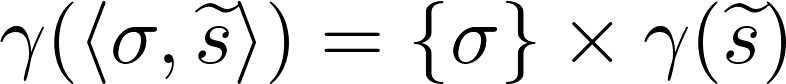 γ(⟨σ, s̃⟩) = {σ} × γ(s̃)